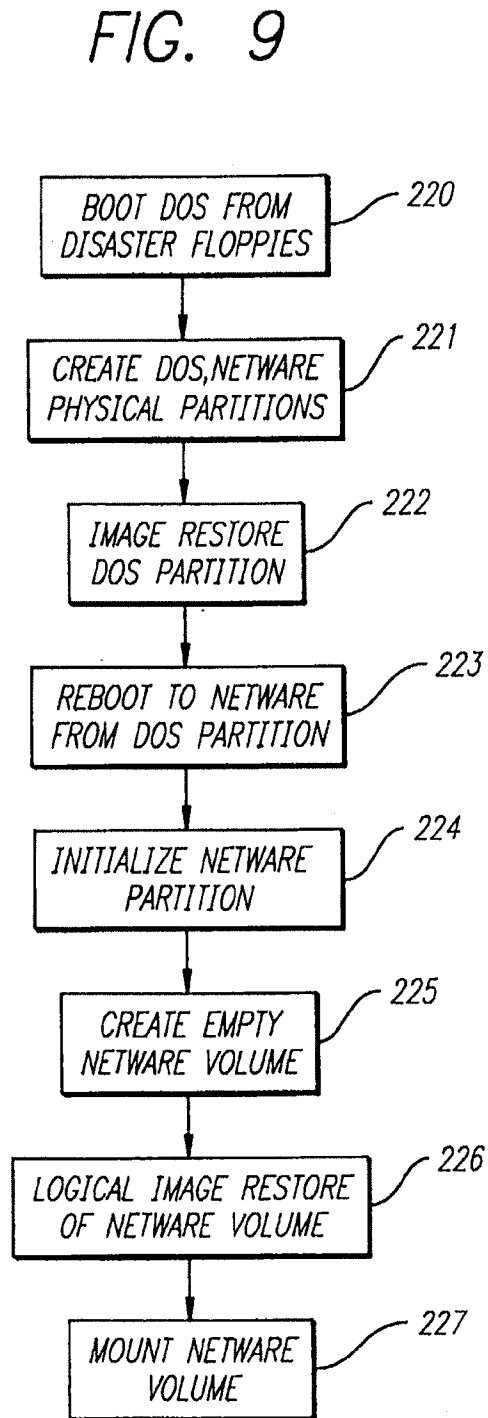 FIG. 9
220
BOOT DOS FROM
DISASTER FLOPPIES
221
CREATE DOS,NETWARE
PHYSICAL PARTITIONS
222
IMAGE RESTORE
DOS PARTITION
223
REBOOT TO NETWARE
FROM DOS PARTITION
224
INITIALIZE NETWARE
PARTITION
225
CREATE EMPTY
NETWARE VOLUME
226
LOGICAL IMAGE RESTORE
OF NETWARE VOLUME
227
MOUNT NETWARE
VOLUME